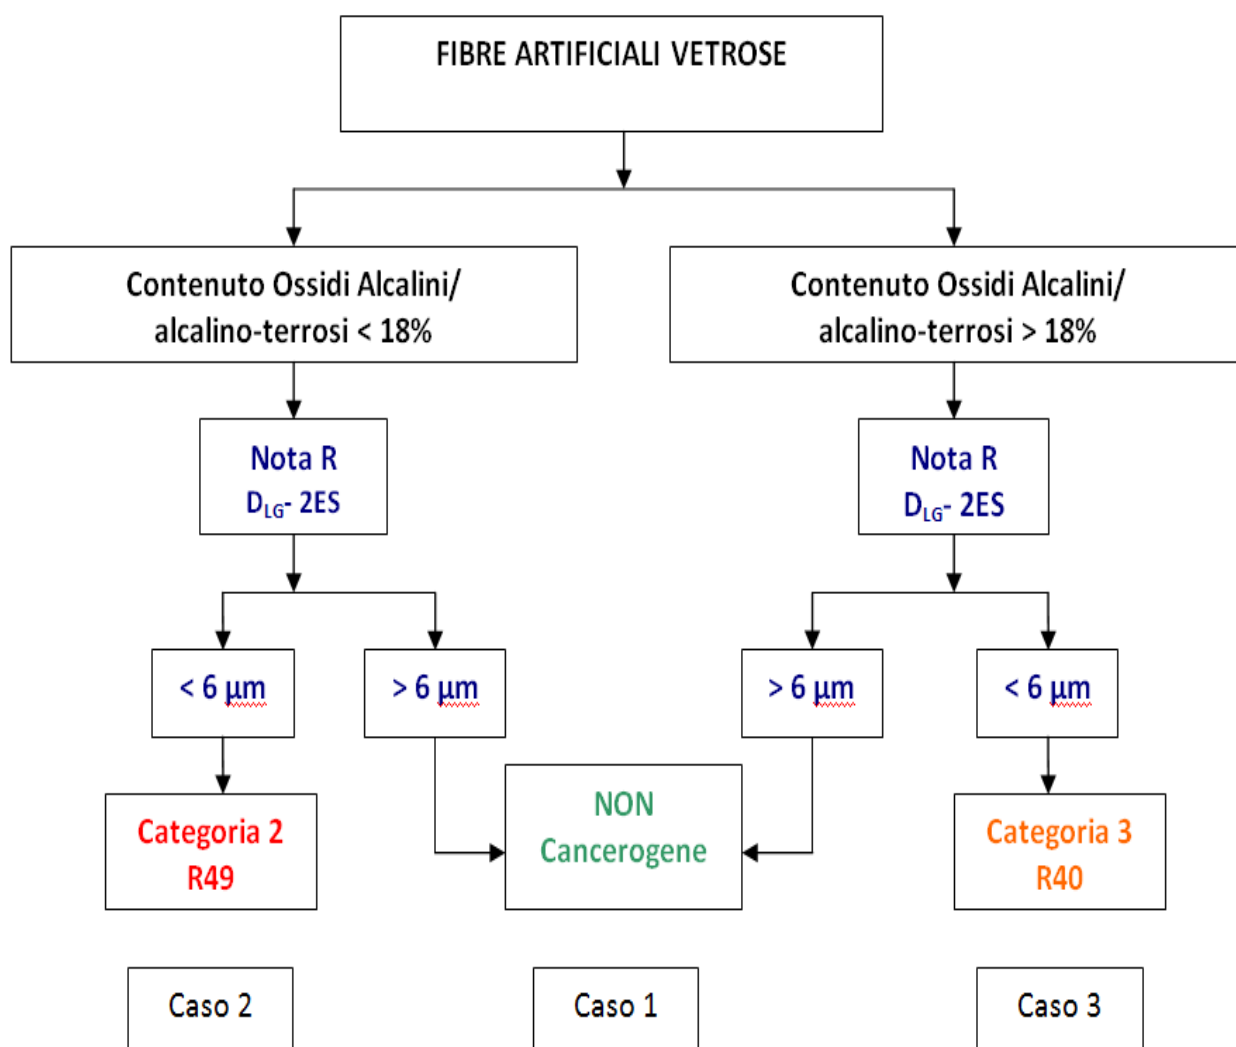 FIBRE ARTIFICIALI VETROSE
Contenuto Ossidi Alcalini/
alcalino-terrosi < 18%
Contenuto Ossidi Alcalini/
alcalino-terrosi > 18%
Nota R
D_LG- 2ES
Nota R
D_LG- 2ES
< 6 µm
> 6 µm
> 6 µm
< 6 µm
Categoria 2
R49
NON
Cancerogene
Categoria 3
R40
Caso 2
Caso 1
Caso 3